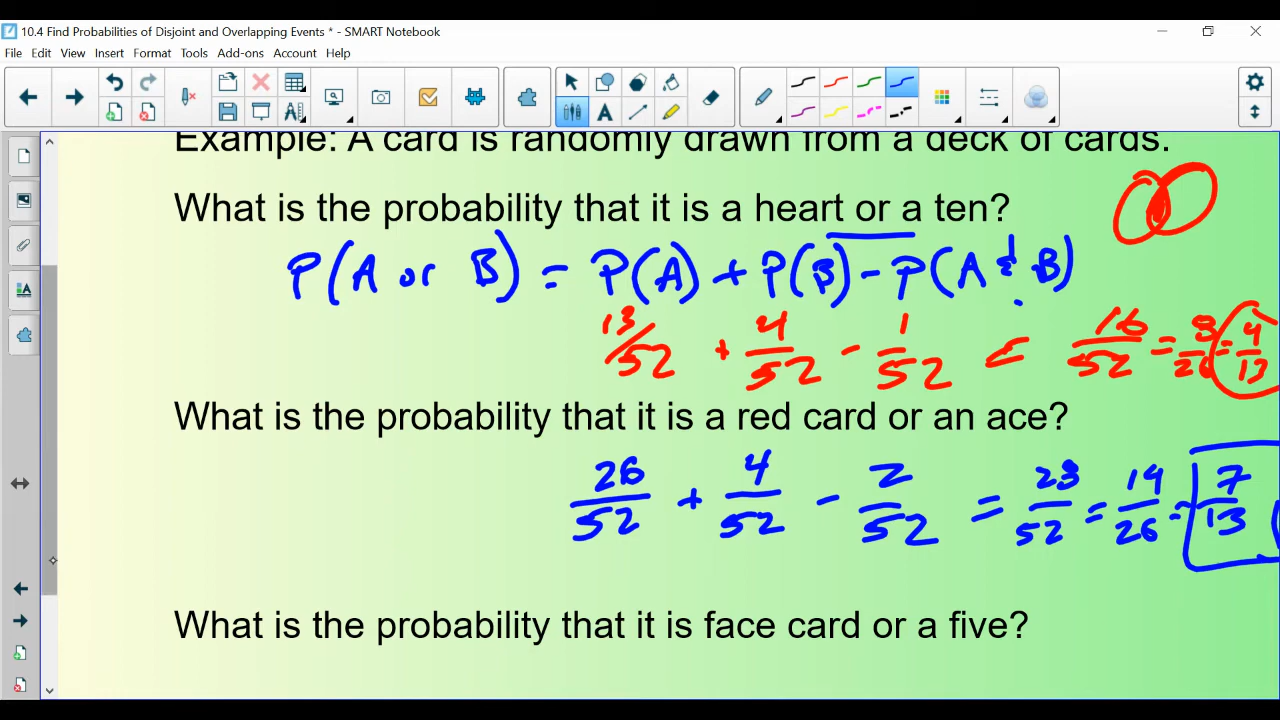 10.4 Find Probabilities of Disjoint and Overlapping Events * - SMART Notebook
File Edit View Insert Format Tools Add-ons Account Help
Example: A card is randomly drawn from a deck of cards.
What is the probability that it is a heart or a ten?
P(A or B) = P(A) + P(B) - P(A & B)
13/52 + 4/52 - 1/52 = 16/52 = 8/26 = 4/13
What is the probability that it is a red card or an ace?
26/52 + 4/52 - 2/52 = 28/52 = 14/26 = 7/13
What is the probability that it is face card or a five?